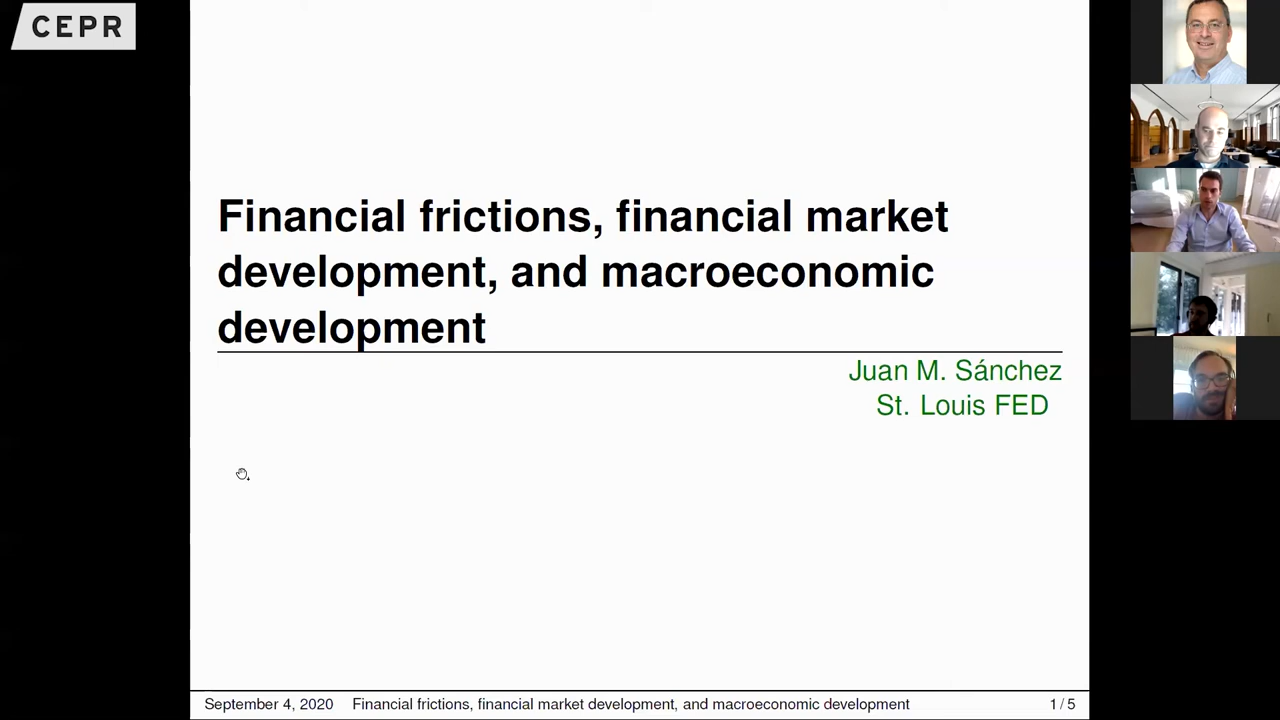 CEPR
Financial frictions, financial market
development, and macroeconomic
development
Juan M. Sánchez
St. Louis FED
September 4, 2020 Financial frictions, financial market development, and macroeconomic development 1 / 5